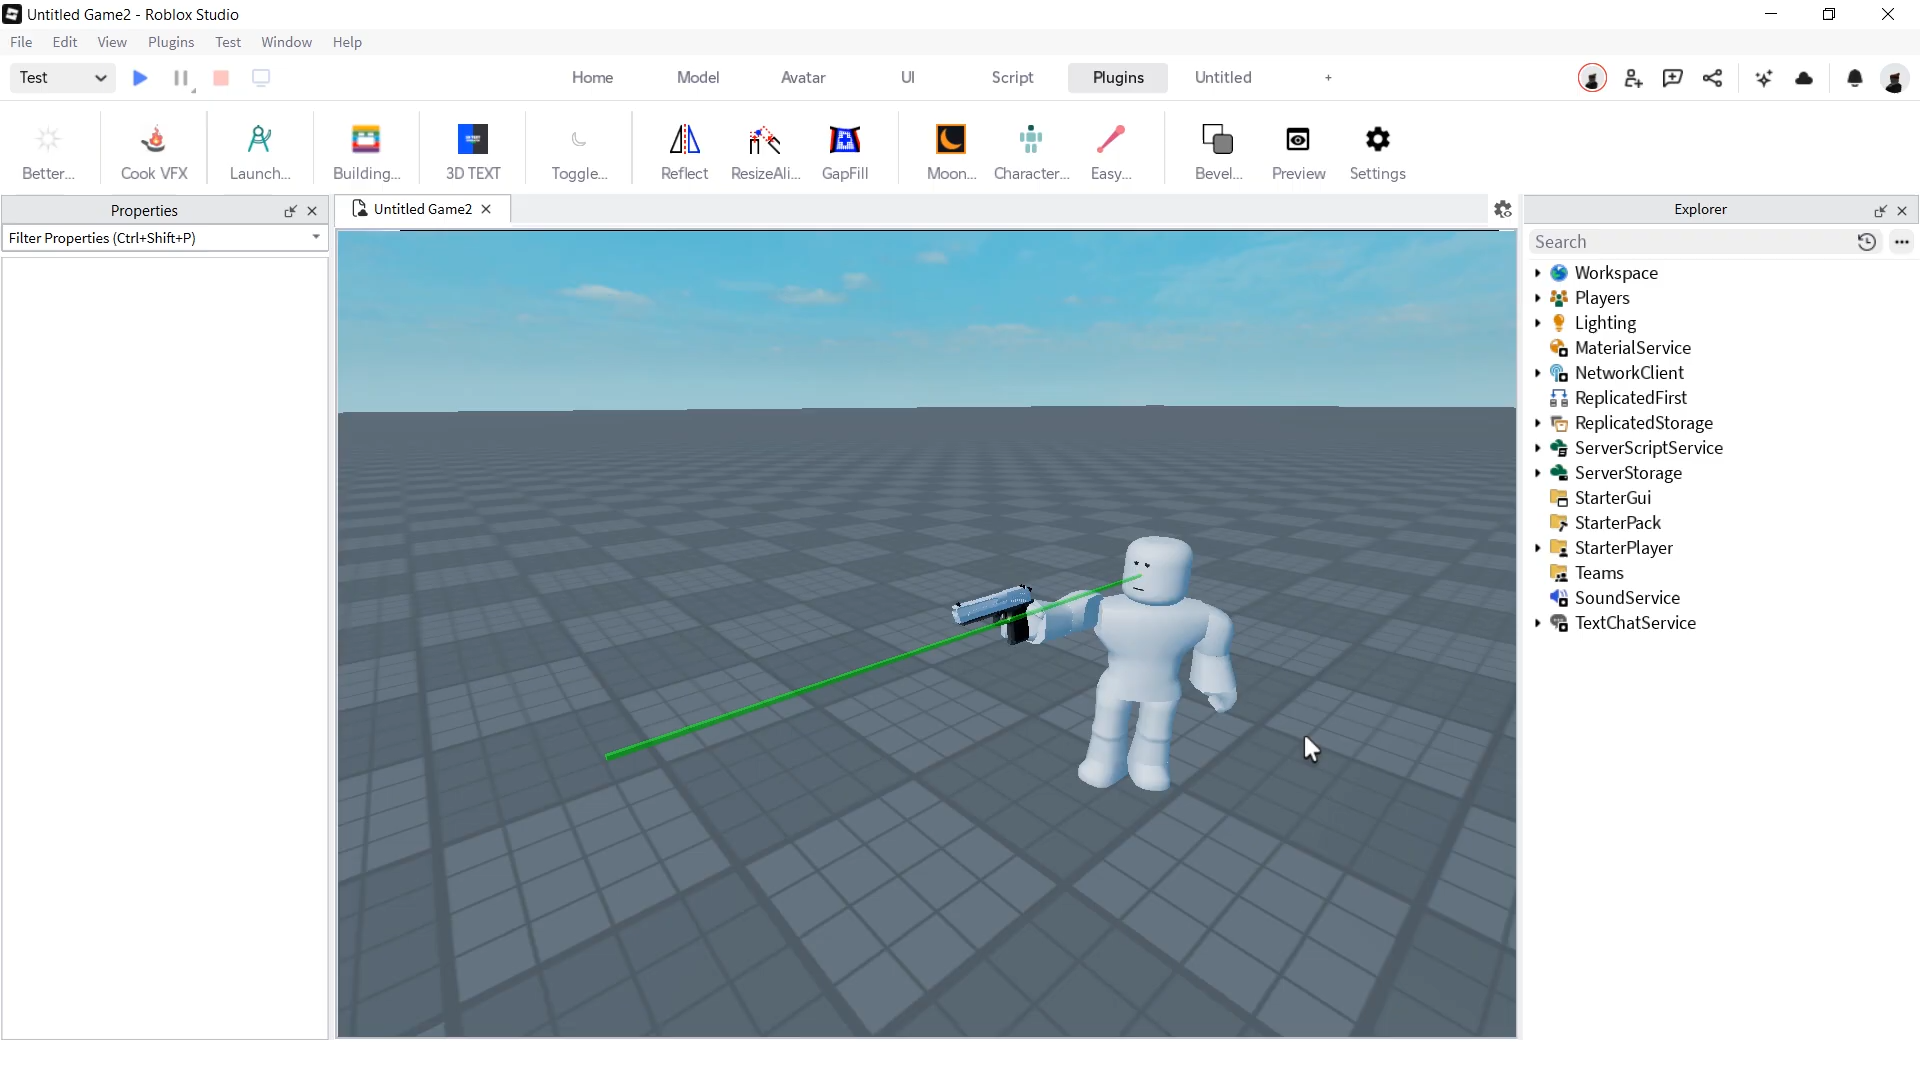 Untitled Game2 - Roblox Studio
File Edit View Plugins Test Window Help
Test Home Model Avatar UI Script Plugins Untitled +
Better... Cook VFX Launch... Building... 3D TEXT Toggle... Reflect ResizeAli... GapFill Moon... Character... Easy... Bevel... Preview Settings
Properties
Filter Properties (Ctrl+Shift+P)
Untitled Game2
Explorer
Search
Workspace
Players
Lighting
MaterialService
NetworkClient
ReplicatedFirst
ReplicatedStorage
ServerScriptService
ServerStorage
StarterGui
StarterPack
StarterPlayer
Teams
SoundService
TextChatService